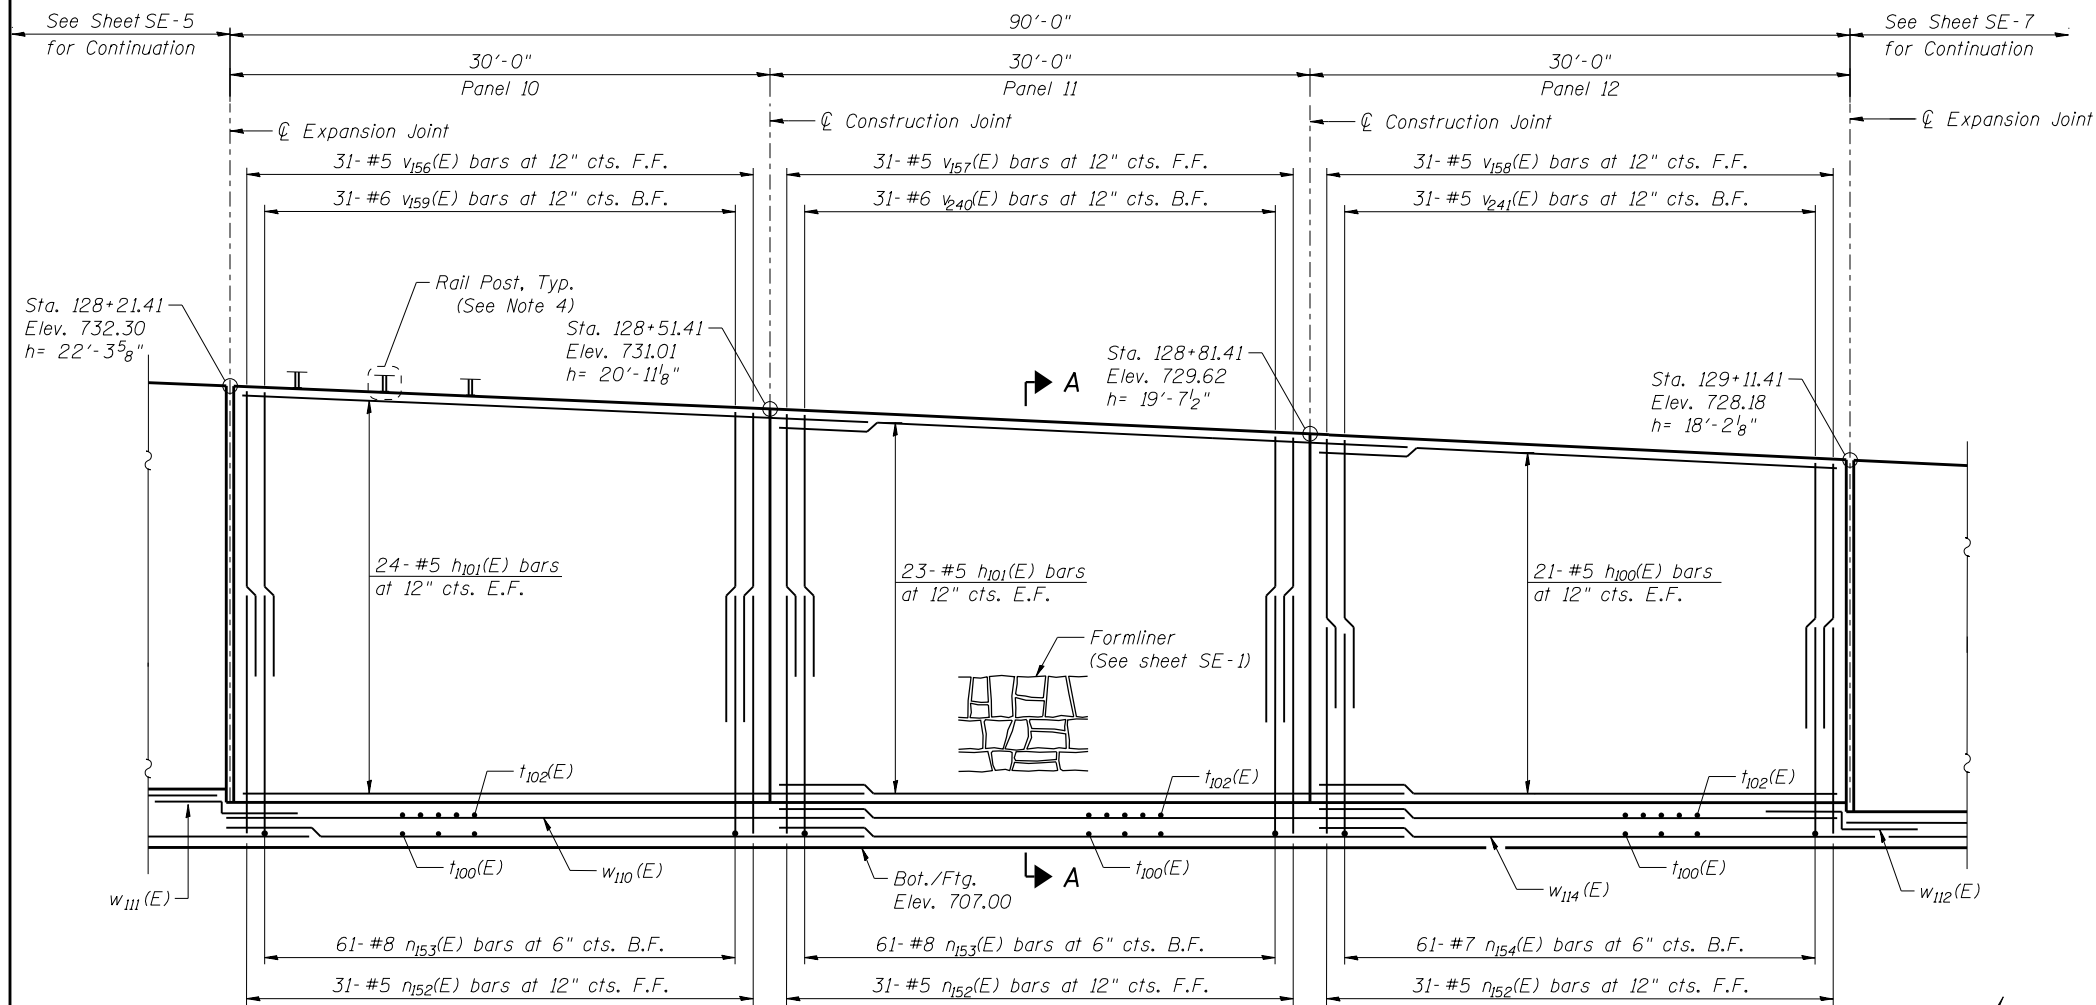 See Sheet SE-5
for Continuation
90'-0"
See Sheet SE-7
for Continuation
30'-0"
Panel 10
30'-0"
Panel 11
30'-0"
Panel 12
℄ Expansion Joint
℄ Construction Joint
℄ Construction Joint
℄ Expansion Joint
31-#5 v156(E) bars at 12" cts. F.F.
31-#5 v157(E) bars at 12" cts. F.F.
31-#5 v158(E) bars at 12" cts. F.F.
31-#6 v159(E) bars at 12" cts. B.F.
31-#6 v240(E) bars at 12" cts. B.F.
31-#5 v241(E) bars at 12" cts. B.F.
Rail Post, Typ.
(See Note 4)
Sta. 128+21.41
Elev. 732.30
h= 22'-3 5/8"
Sta. 128+51.41
Elev. 731.01
h= 20'-11 1/8"
Sta. 128+81.41
Elev. 729.62
h= 19'-7 1/2"
Sta. 129+11.41
Elev. 728.18
h= 18'-2 1/8"
A
24-#5 h101(E) bars
at 12" cts. E.F.
23-#5 h101(E) bars
at 12" cts. E.F.
21-#5 h100(E) bars
at 12" cts. E.F.
Formliner
(See sheet SE-1)
t102(E)
t102(E)
t102(E)
w111(E)
t100(E)
w110(E)
Bot./Ftg.
Elev. 707.00
A
t100(E)
w114(E)
t100(E)
w112(E)
61-#8 n153(E) bars at 6" cts. B.F.
61-#8 n153(E) bars at 6" cts. B.F.
61-#7 n154(E) bars at 6" cts. B.F.
31-#5 n152(E) bars at 12" cts. F.F.
31-#5 n152(E) bars at 12" cts. F.F.
31-#5 n152(E) bars at 12" cts. F.F.